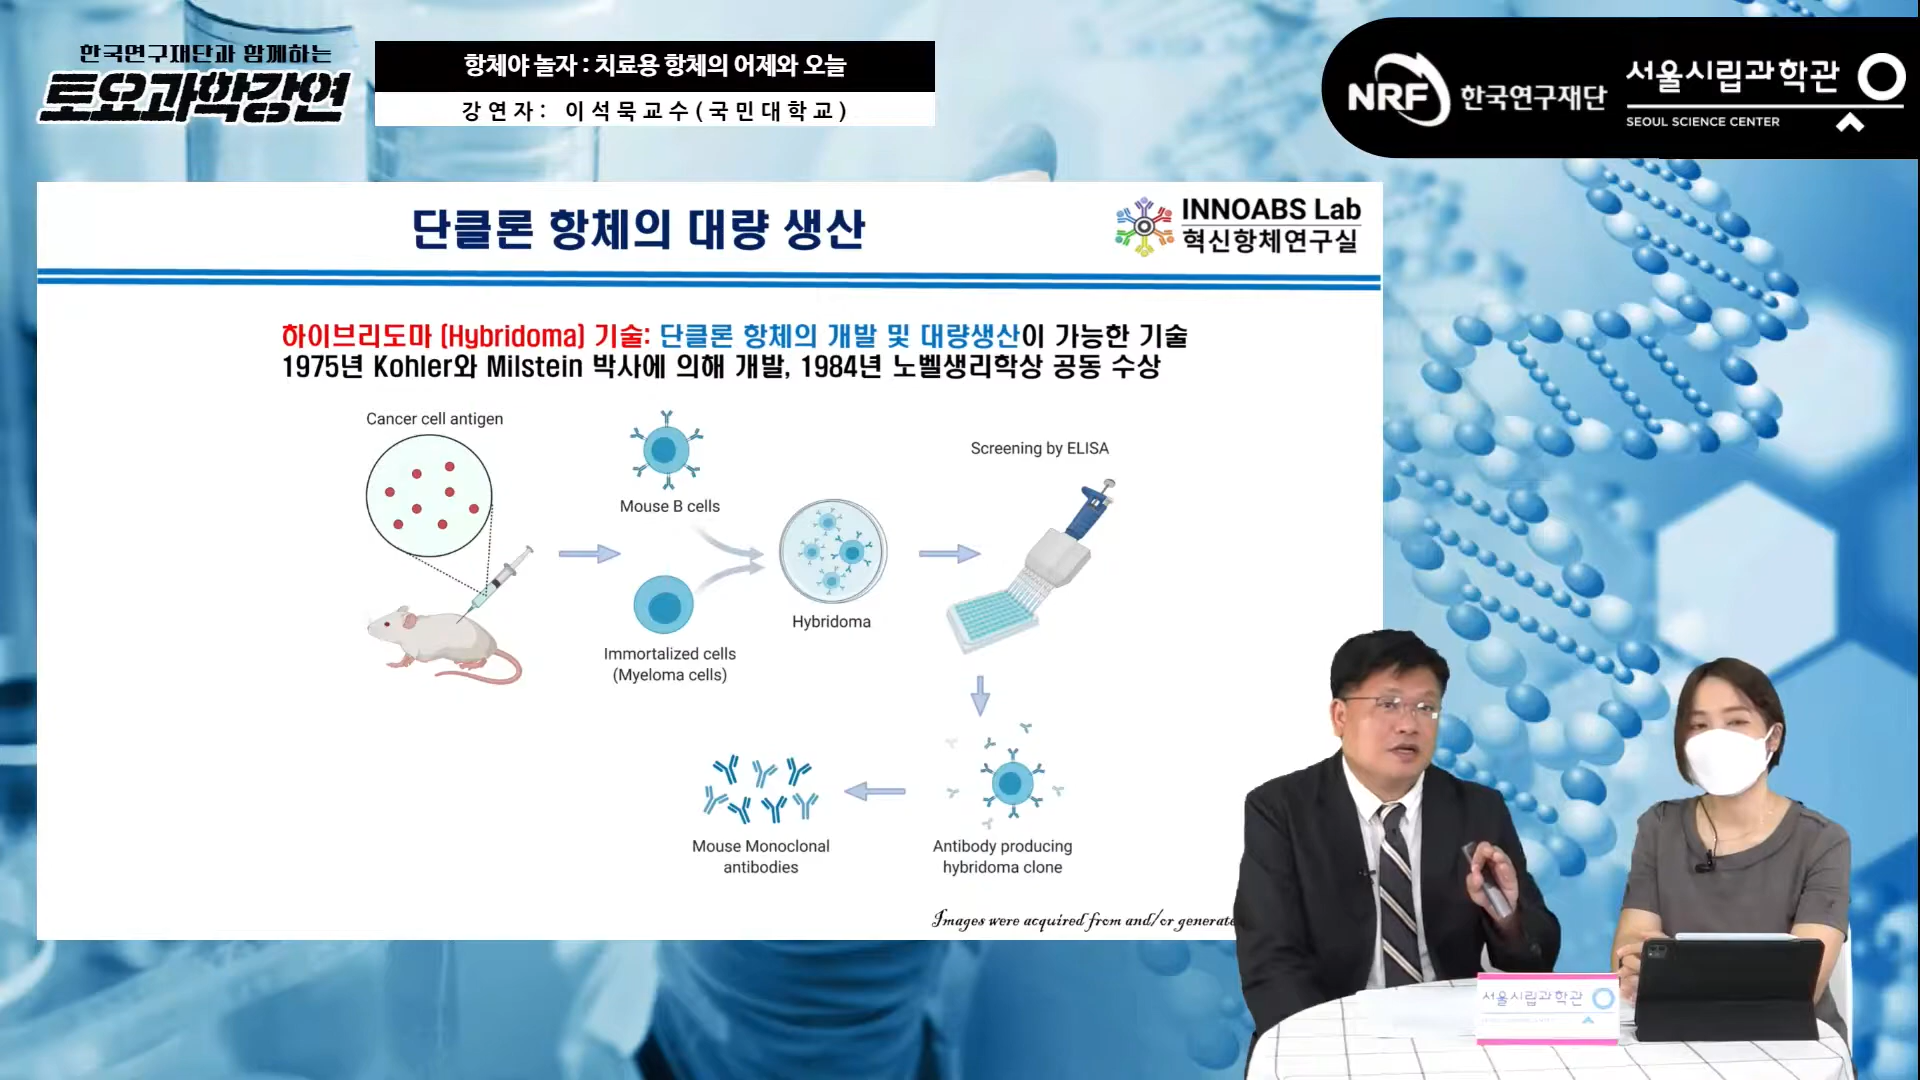 한국연구재단과 함께하는
토요과학강연
항체야 놀자 : 치료용 항체의 어제와 오늘
강연자 : 이석묵교수(국민대학교)
NRF 한국연구재단
서울시립과학관
SEOUL SCIENCE CENTER
단클론 항체의 대량 생산
INNOABS Lab
혁신항체연구실
하이브리도마 (Hybridoma) 기술: 단클론 항체의 개발 및 대량생산이 가능한 기술
1975년 Kohler와 Milstein 박사에 의해 개발, 1984년 노벨생리학상 공동 수상
Cancer cell antigen
Mouse B cells
Immortalized cells
(Myeloma cells)
Hybridoma
Screening by ELISA
Antibody producing
hybridoma clone
Mouse Monoclonal
antibodies
Images were acquired from and/or generate
서울시립과학관